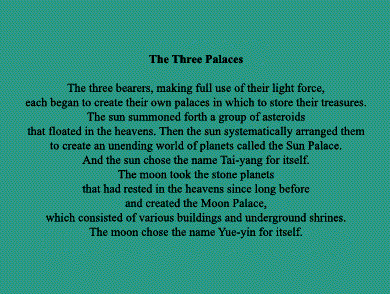 The Three Palaces
The three bearers, making full use of their light force,
each began to create their own palaces in which to store their treasures.
The sun summoned forth a group of asteroids
that floated in the heavens. Then the sun systematically arranged them
to create an unending world of planets called the Sun Palace.
And the sun chose the name Tai-yang for itself.
The moon took the stone planets
that had rested in the heavens since long before
and created the Moon Palace,
which consisted of various buildings and underground shrines.
The moon chose the name Yue-yin for itself.